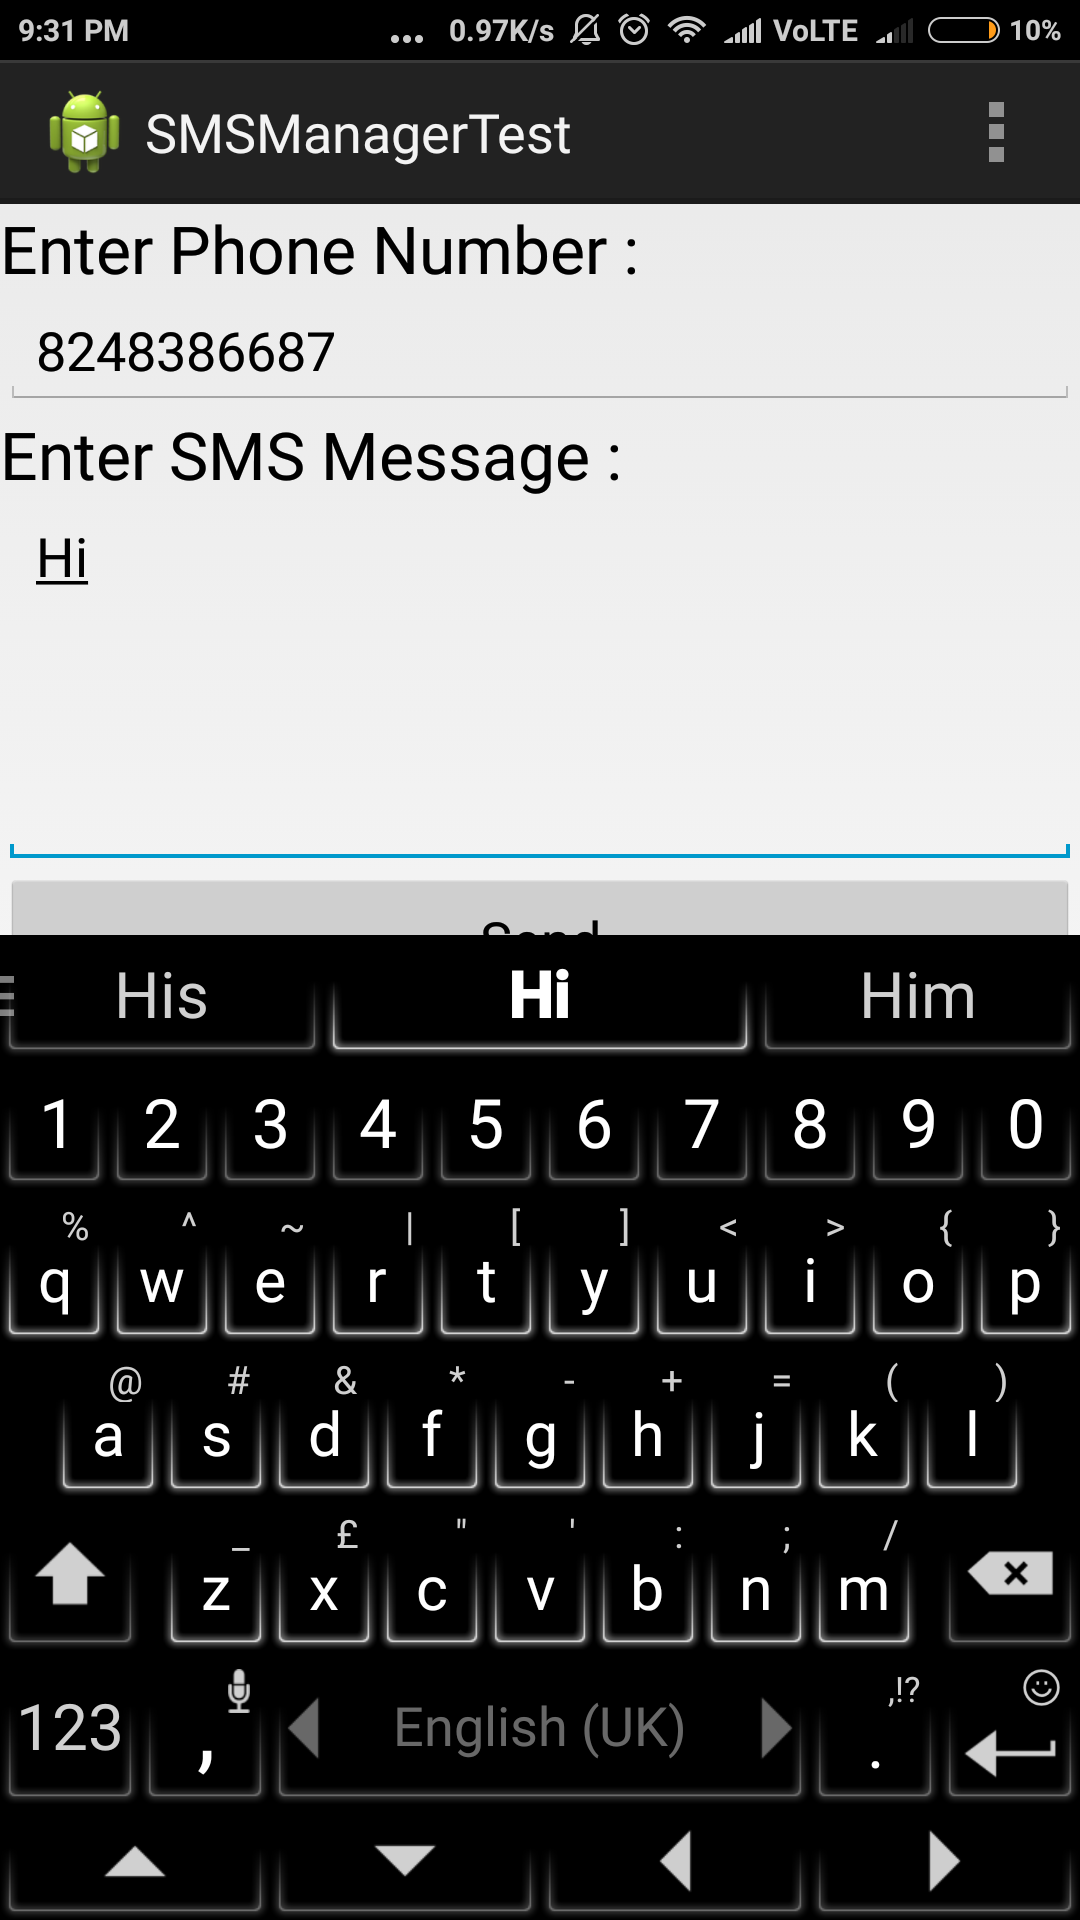 9:31 PM ... 0.97K/s VoLTE 10%
SMSManagerTest
Enter Phone Number :
8248386687
Enter SMS Message :
Hi
Send
His Hi Him
1 2 3 4 5 6 7 8 9 0
% ^ ~ | [ ] < > { }
q w e r t y u i o p
@ # & * - + = ( )
a s d f g h j k l
_ £ " ' : ; /
z x c v b n m
,!?
123 , English (UK) .